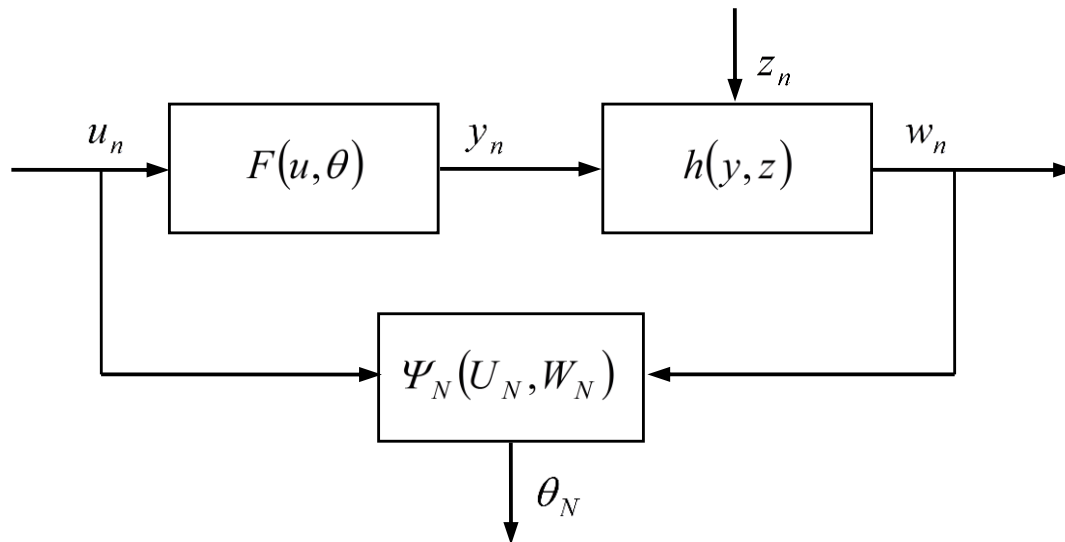 z_n
u_n
F(u, θ)
y_n
h(y, z)
w_n
Ψ_N(U_N, W_N)
θ_N